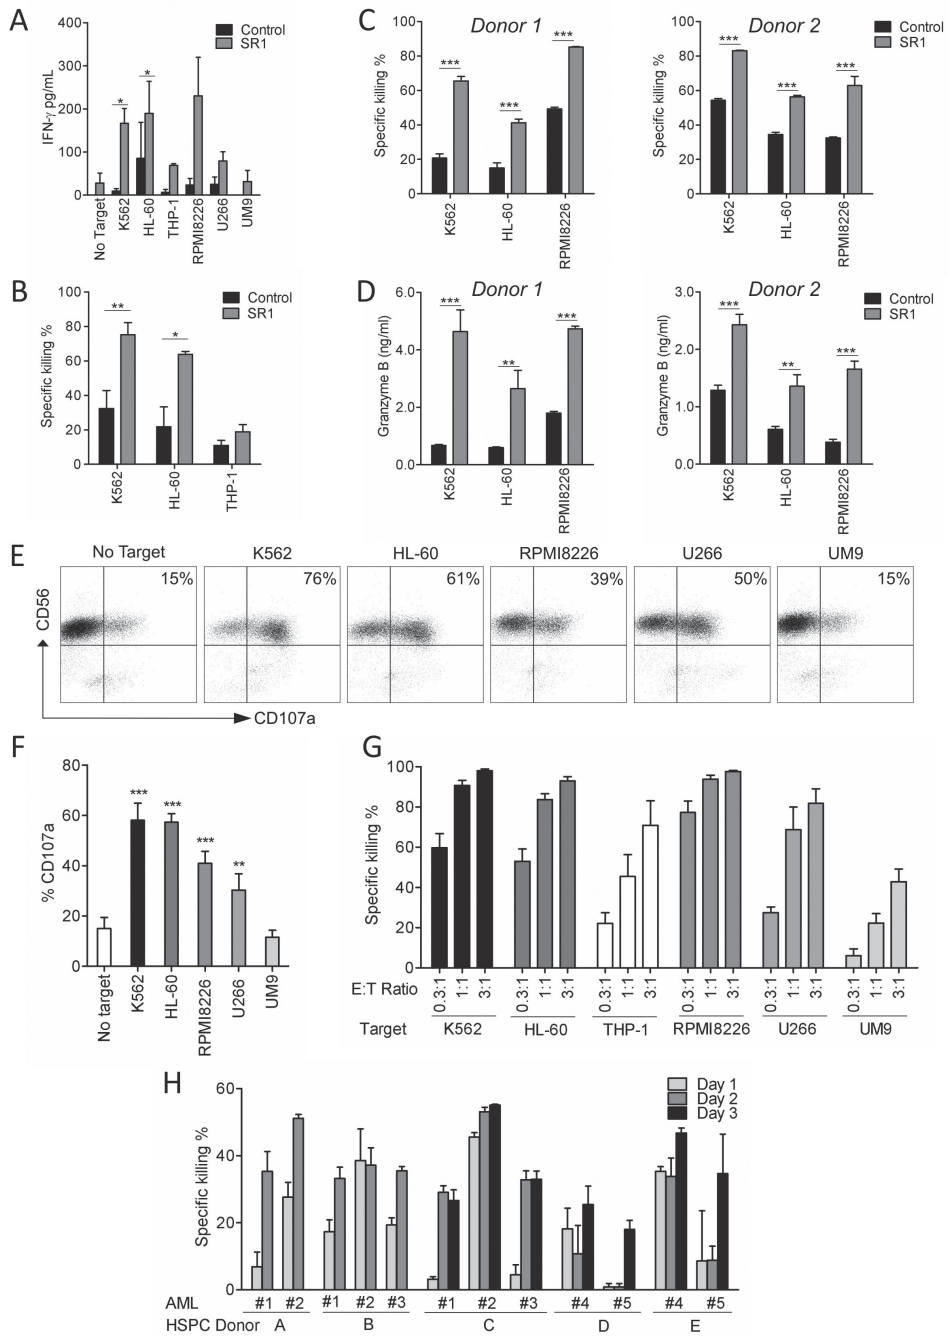 A
IFN-γ pg/mL
400
300
200
100
0
Control
SR1
*
*
No Target
K562
HL-60
THP-1
RPMI8226
U266
UM9
C
Donor 1
Specific killing %
100
80
60
40
20
0
***
***
***
K562
HL-60
RPMI8226
Donor 2
Control
SR1
Specific killing %
100
80
60
40
20
0
***
***
***
K562
HL-60
RPMI8226
B
Specific killing %
100
80
60
40
20
0
Control
SR1
**
*
K562
HL-60
THP-1
D
Donor 1
Granzyme B (ng/ml)
6.0
4.0
2.0
0.0
***
**
***
K562
HL-60
RPMI8226
Donor 2
Control
SR1
Granzyme B (ng/ml)
3.0
2.0
1.0
0.0
***
**
***
K562
HL-60
RPMI8226
E
No Target K562 HL-60 RPMI8226 U266 UM9
15% 76% 61% 39% 50% 15%
CD56
CD107a
F
% CD107a
80
60
40
20
0
***
***
***
**
No target
K562
HL-60
RPMI8226
U266
UM9
G
Specific killing %
100
80
60
40
20
0
E:T Ratio 0.3:1 1:1 3:1 0.3:1 1:1 3:1 0.3:1 1:1 3:1 0.3:1 1:1 3:1 0.3:1 1:1 3:1 0.3:1 1:1 3:1
Target K562 HL-60 THP-1 RPMI8226 U266 UM9
H
Specific killing %
60
40
20
0
Day 1
Day 2
Day 3
AML #1 #2 #1 #2 #3 #1 #2 #3 #4 #5 #4 #5
HSPC Donor A B C D E